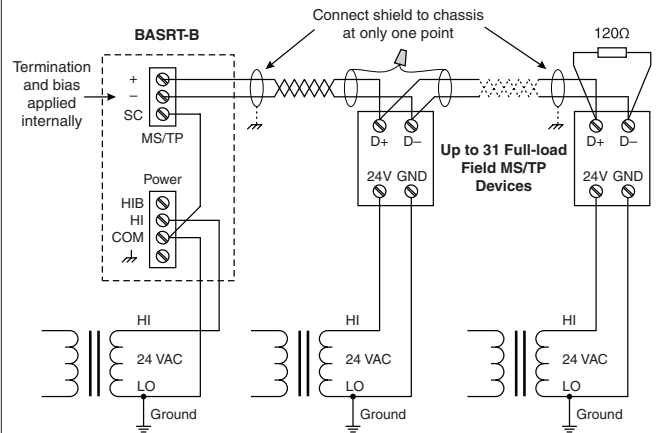 Connect shield to chassis
at only one point
BASRT-B
120Ω
Termination
and bias
applied
internally
+
–
SC
MS/TP
D+ D–
Up to 31 Full-load
Field MS/TP
Devices
D+ D–
24V GND
24V GND
Power
HIB
HI
COM
HI
24 VAC
LO
Ground
HI
24 VAC
LO
Ground
HI
24 VAC
LO
Ground